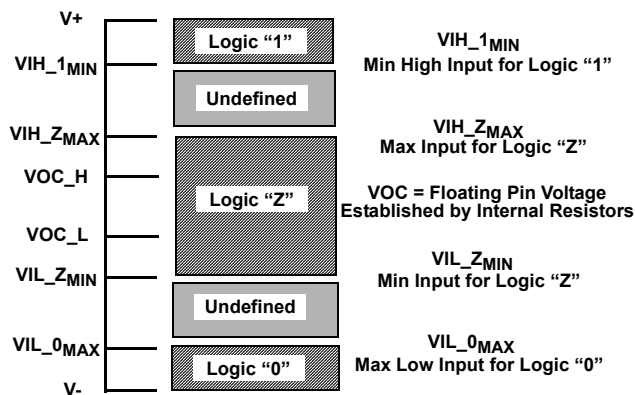 V+
VIH_1MIN
VIH_ZMAX
VOC_H
VOC_L
VIL_ZMIN
VIL_0MAX
V-
Logic “1”
Undefined
Logic “Z”
Undefined
Logic “0”
VIH_1MIN
Min High Input for Logic “1”
VIH_ZMAX
Max Input for Logic “Z”
VOC = Floating Pin Voltage
Established by Internal Resistors
VIL_ZMIN
Min Input for Logic “Z”
VIL_0MAX
Max Low Input for Logic “0”